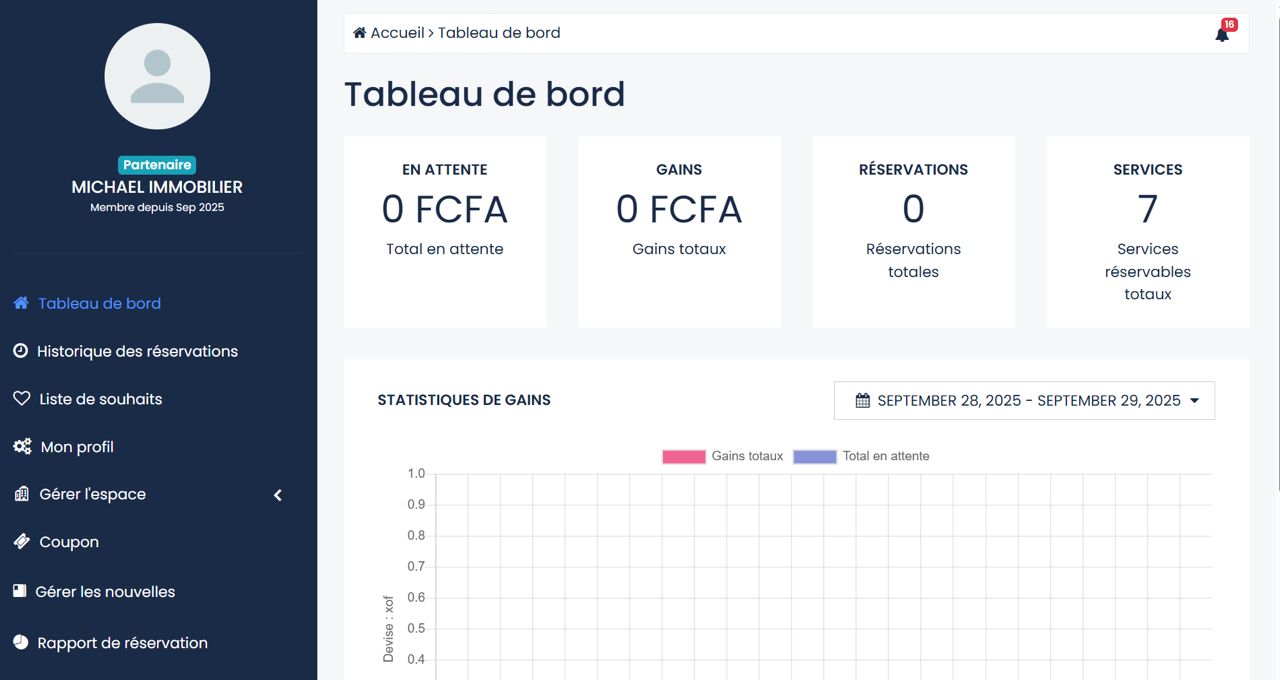 Partenaire
MICHAEL IMMOBILIER
Membre depuis Sep 2025
Tableau de bord
Historique des réservations
Liste de souhaits
Mon profil
Gérer l'espace
Coupon
Gérer les nouvelles
Rapport de réservation
Accueil › Tableau de bord
16
Tableau de bord
EN ATTENTE
0 FCFA
Total en attente
GAINS
0 FCFA
Gains totaux
RÉSERVATIONS
0
Réservations
totales
SERVICES
7
Services
réservables
totaux
STATISTIQUES DE GAINS
SEPTEMBER 28, 2025 - SEPTEMBER 29, 2025
Gains totaux
Total en attente
1.0
0.9
0.8
0.7
0.6
0.5
0.4
Devise : xof